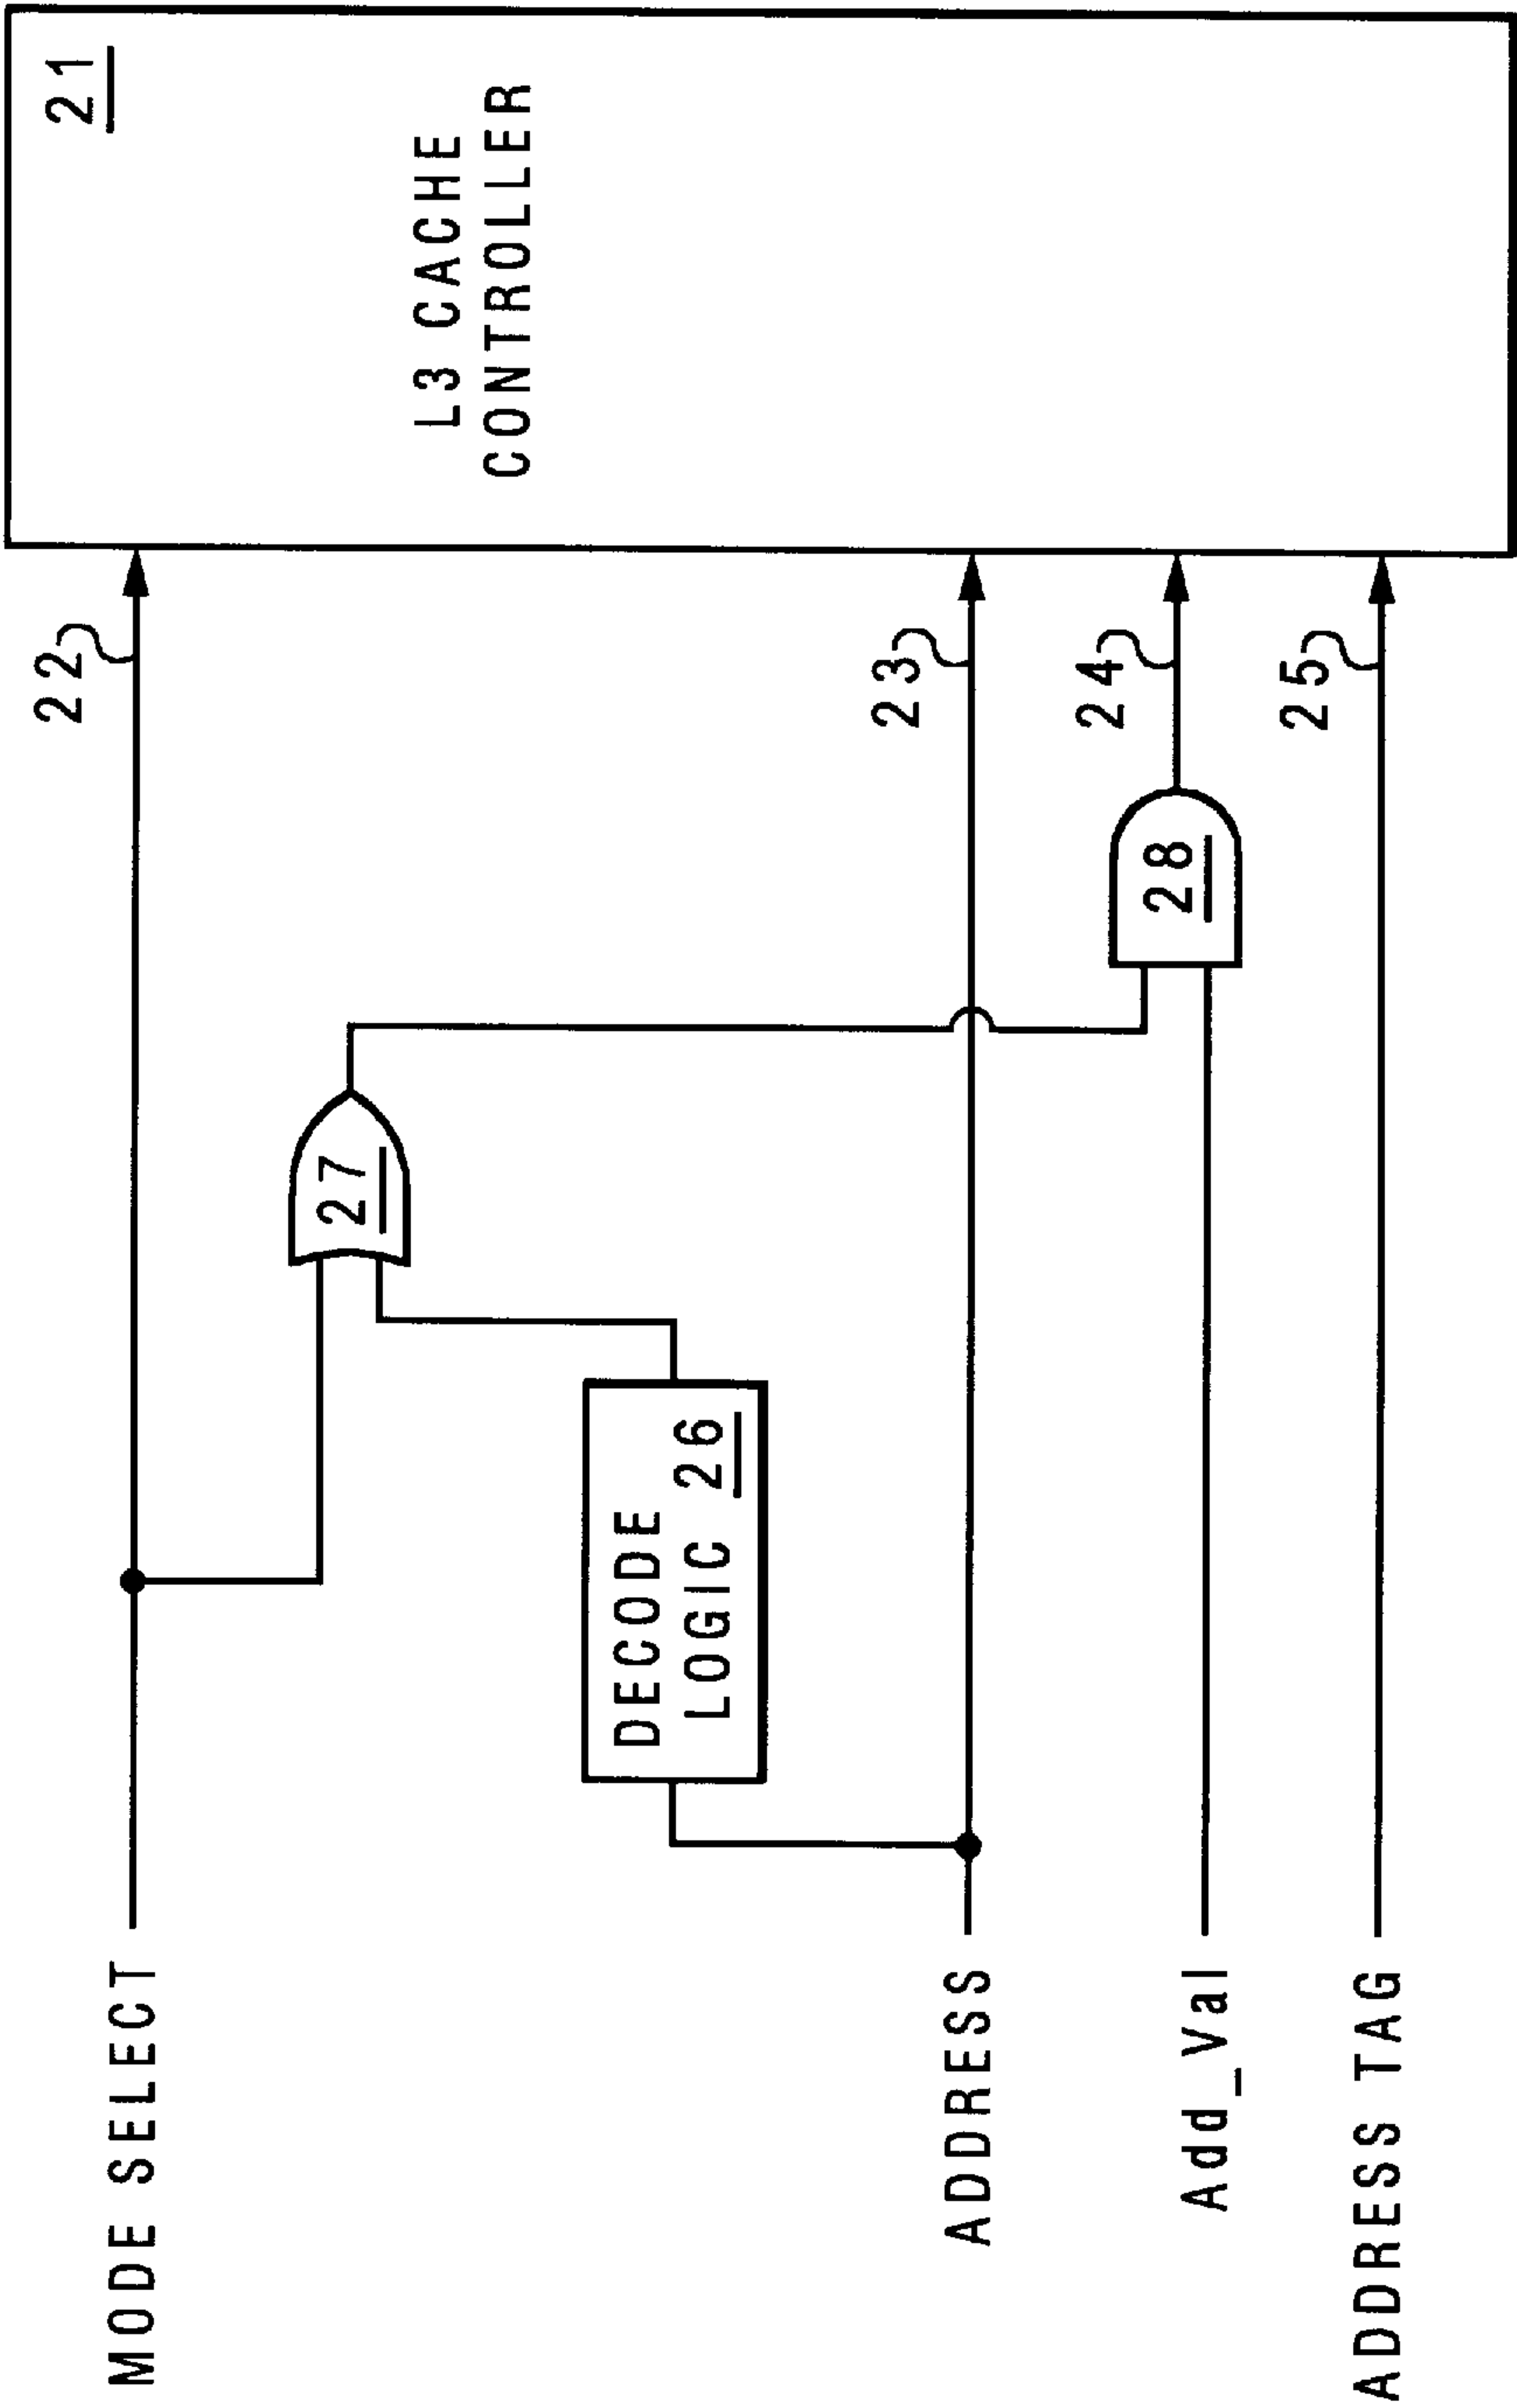 MODE SELECT
22
21
L3 CACHE
CONTROLLER
27
DECODE
LOGIC 26
ADDRESS
23
Add_Val
28
24
ADDRESS TAG
25